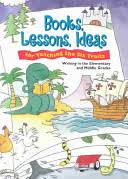 Books,
Lessons, Ideas
for Teaching the Six Traits
Writing in the Elementary
and Middle Grades